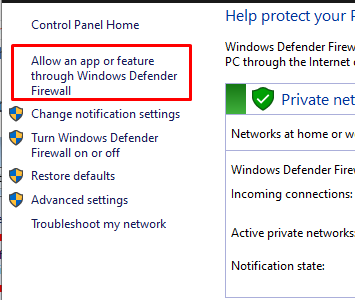 Control Panel Home
Allow an app or feature
through Windows Defender
Firewall
Change notification settings
Turn Windows Defender
Firewall on or off
Restore defaults
Advanced settings
Troubleshoot my network
Help protect your
Windows Defender Firew
PC through the Internet
Private net
Networks at home or w
Windows Defender Firew
Incoming connections:
Active private networks:
Notification state: